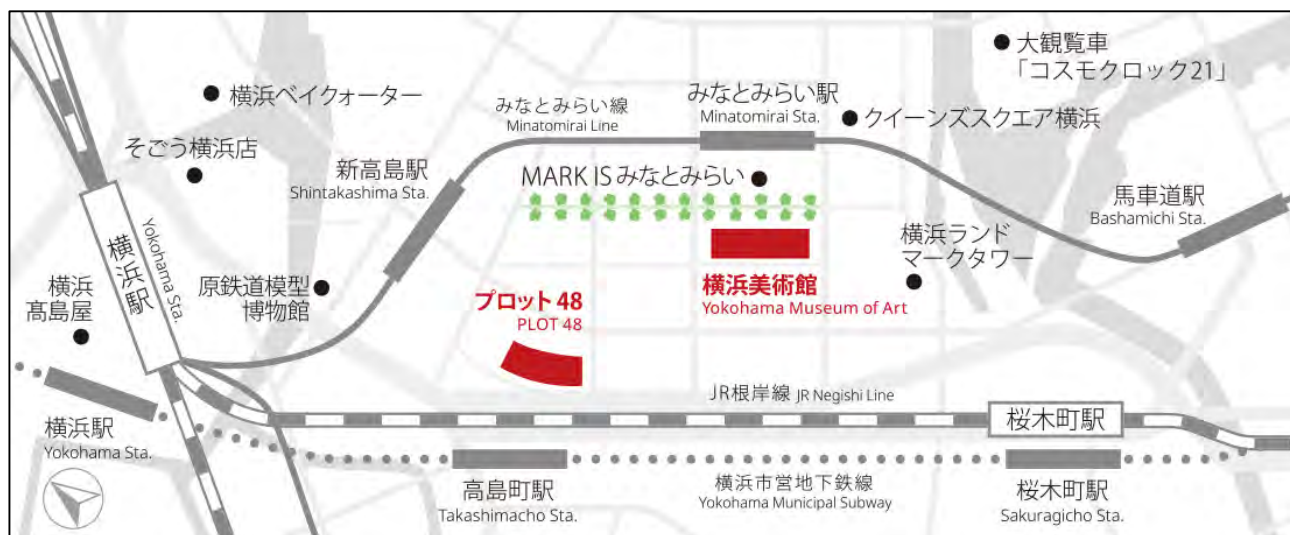 大観覧車
「コスモクロック21」
横浜ベイクォーター
みなとみらい線
Minatomirai Line
みなとみらい駅
Minatomirai Sta.
クイーンズスクエア横浜
そごう横浜店
新高島駅
Shintakashima Sta.
MARK ISみなとみらい
馬車道駅
Bashamichi Sta.
横浜駅
Yokohama Sta.
横浜ランド
マークタワー
横浜
髙島屋
原鉄道模型
博物館
プロット48
PLOT 48
横浜美術館
Yokohama Museum of Art
JR根岸線 JR Negishi Line
桜木町駅
横浜駅
Yokohama Sta.
高島町駅
Takashimacho Sta.
横浜市営地下鉄線
Yokohama Municipal Subway
桜木町駅
Sakuragicho Sta.